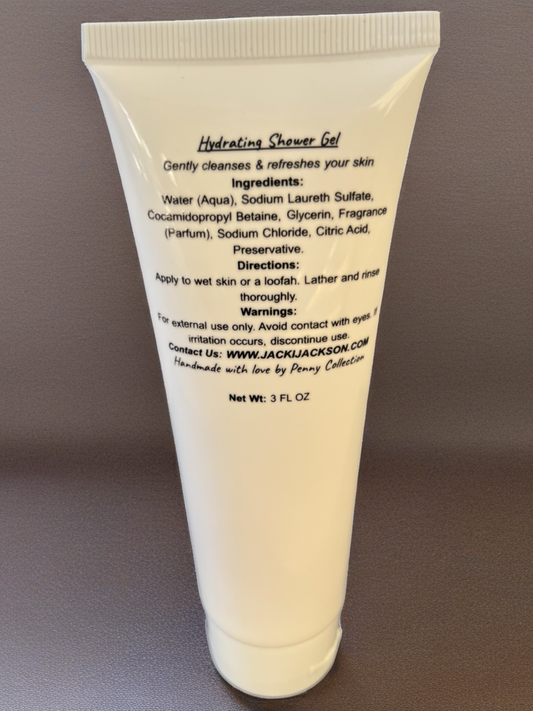 Hydrating Shower Gel
Gently cleanses & refreshes your skin
Ingredients:
Water (Aqua), Sodium Laureth Sulfate,
Cocamidopropyl Betaine, Glycerin, Fragrance
(Parfum), Sodium Chloride, Citric Acid,
Preservative.
Directions:
Apply to wet skin or a loofah. Lather and rinse
thoroughly.
Warnings:
For external use only. Avoid contact with eyes. If
irritation occurs, discontinue use.
Contact Us: WWW.JACKIJACKSON.COM
Handmade with love by Penny Collection
Net Wt: 3 FL OZ